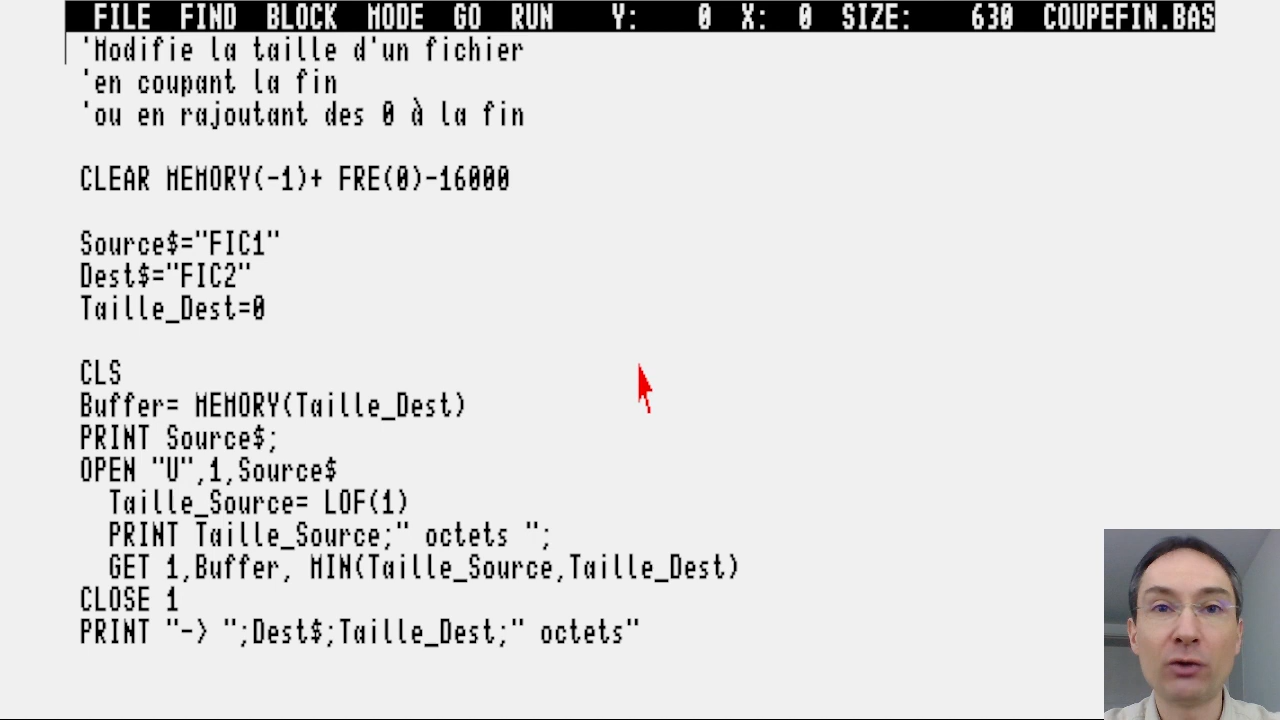 FILE FIND BLOCK MODE GO RUN Y: 0 X: 0 SIZE: 630 COUPEFIN.BAS
'Modifie la taille d'un fichier
'en coupant la fin
'ou en rajoutant des 0 à la fin
CLEAR MEMORY(-1)+ FRE(0)-16000
Source$="FIC1"
Dest$="FIC2"
Taille_Dest=0
CLS
Buffer= MEMORY(Taille_Dest)
PRINT Source$;
OPEN "U",1,Source$
Taille_Source= LOF(1)
PRINT Taille_Source;" octets ";
GET 1,Buffer, MIN(Taille_Source,Taille_Dest)
CLOSE 1
PRINT "-> ";Dest$;Taille_Dest;" octets"